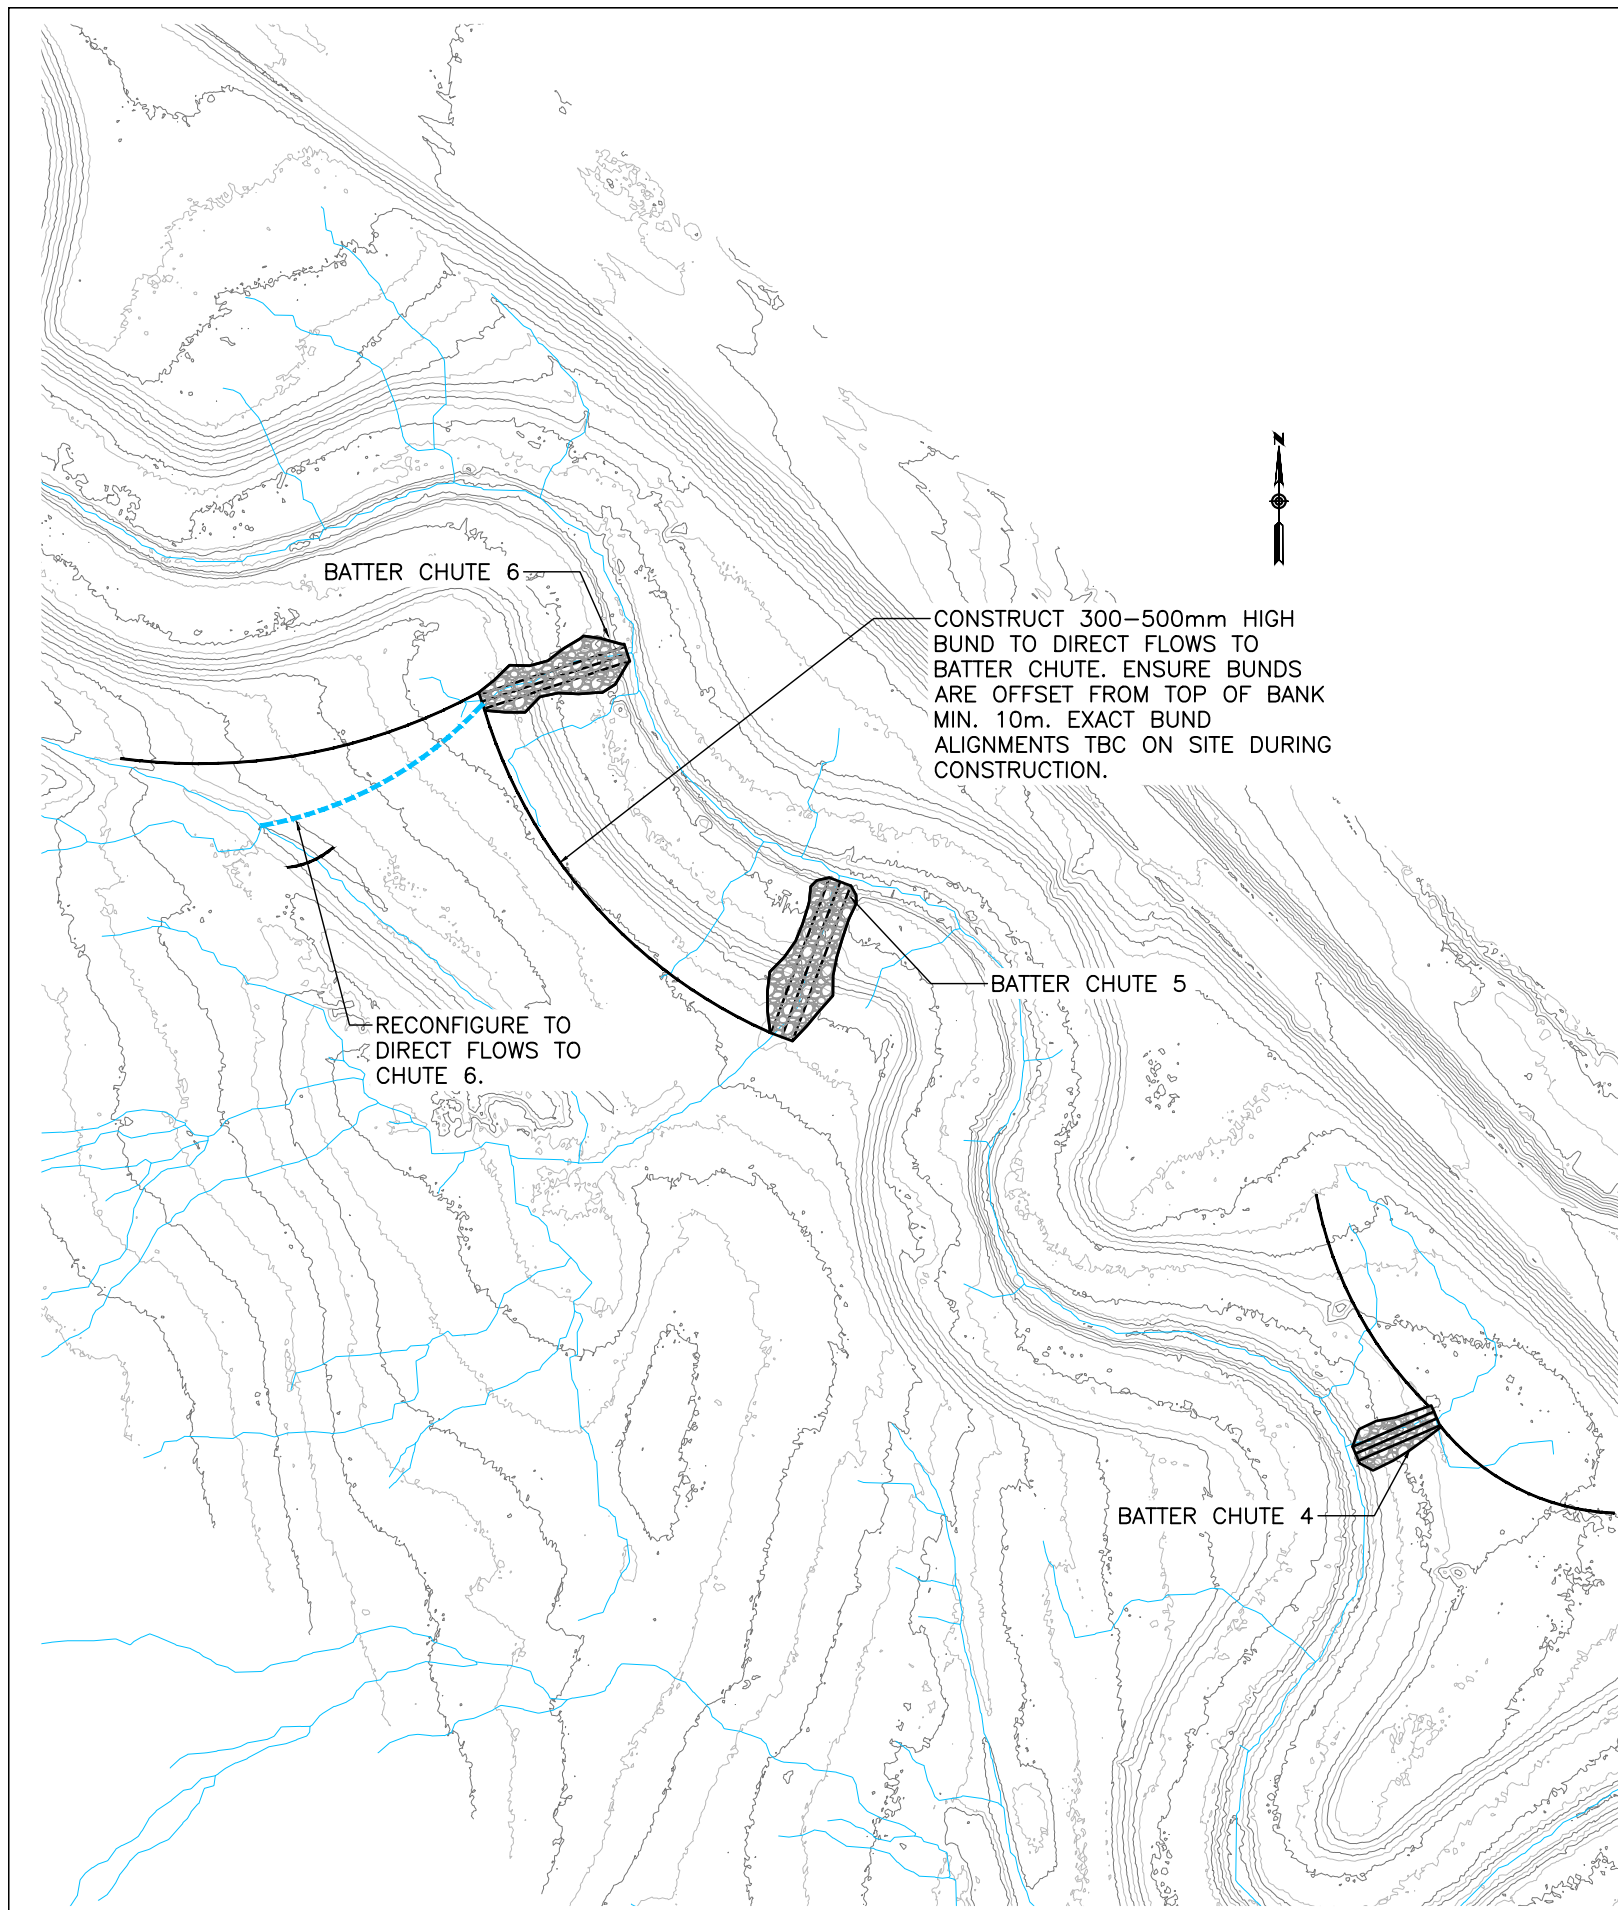 N
BATTER CHUTE 6
CONSTRUCT 300-500mm HIGH
BUND TO DIRECT FLOWS TO
BATTER CHUTE. ENSURE BUNDS
ARE OFFSET FROM TOP OF BANK
MIN. 10m. EXACT BUND
ALIGNMENTS TBC ON SITE DURING
CONSTRUCTION.
BATTER CHUTE 5
RECONFIGURE TO
DIRECT FLOWS TO
CHUTE 6.
BATTER CHUTE 4